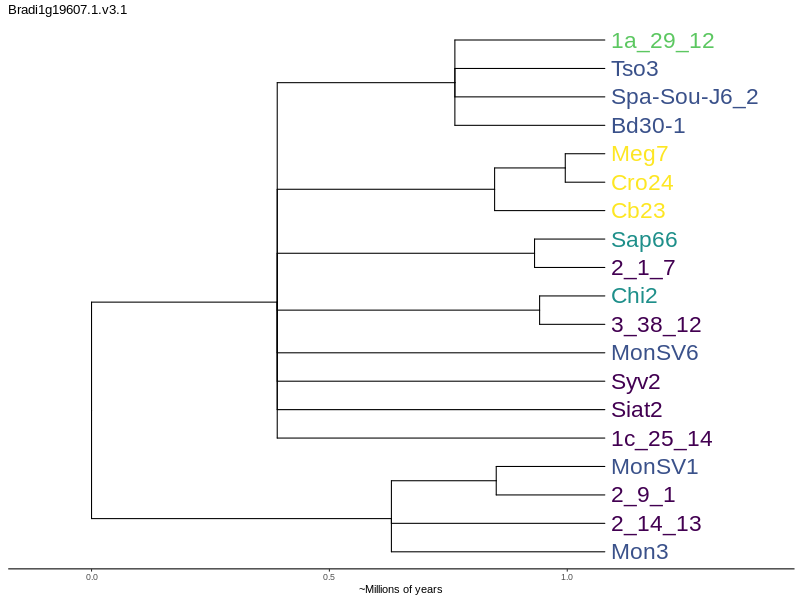 Bradi1g19607.1.v3.1
1a_29_12
Tso3
Spa-Sou-J6_2
Bd30-1
Meg7
Cro24
Cb23
Sap66
2_1_7
Chi2
3_38_12
MonSV6
Syv2
Siat2
1c_25_14
MonSV1
2_9_1
2_14_13
Mon3
0.0 0.5 1.0
~Millions of years